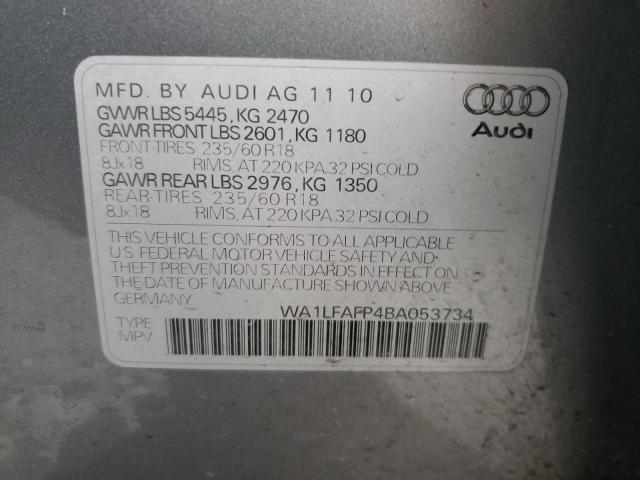 MFD. BY AUDI AG 11 10
GVWR LBS 5445, KG 2470
GAWR FRONT LBS 2601, KG 1180
FRONT-TIRES 235/60 R18
8Jx18 RIMS, AT 220 KPA 32 PSI COLD
GAWR REAR LBS 2976, KG 1350
REAR-TIRES 235/60 R18
8Jx18 RIMS, AT 220 KPA 32 PSI COLD
Audi
THIS VEHICLE CONFORMS TO ALL APPLICABLE
U.S FEDERAL MOTOR VEHICLE SAFETY AND
THEFT PREVENTION STANDARDS IN EFFECT ON
THE DATE OF MANUFACTURE SHOWN ABOVE.
GERMANY
WA1LFAFP4BA053734
TYPE
MPV